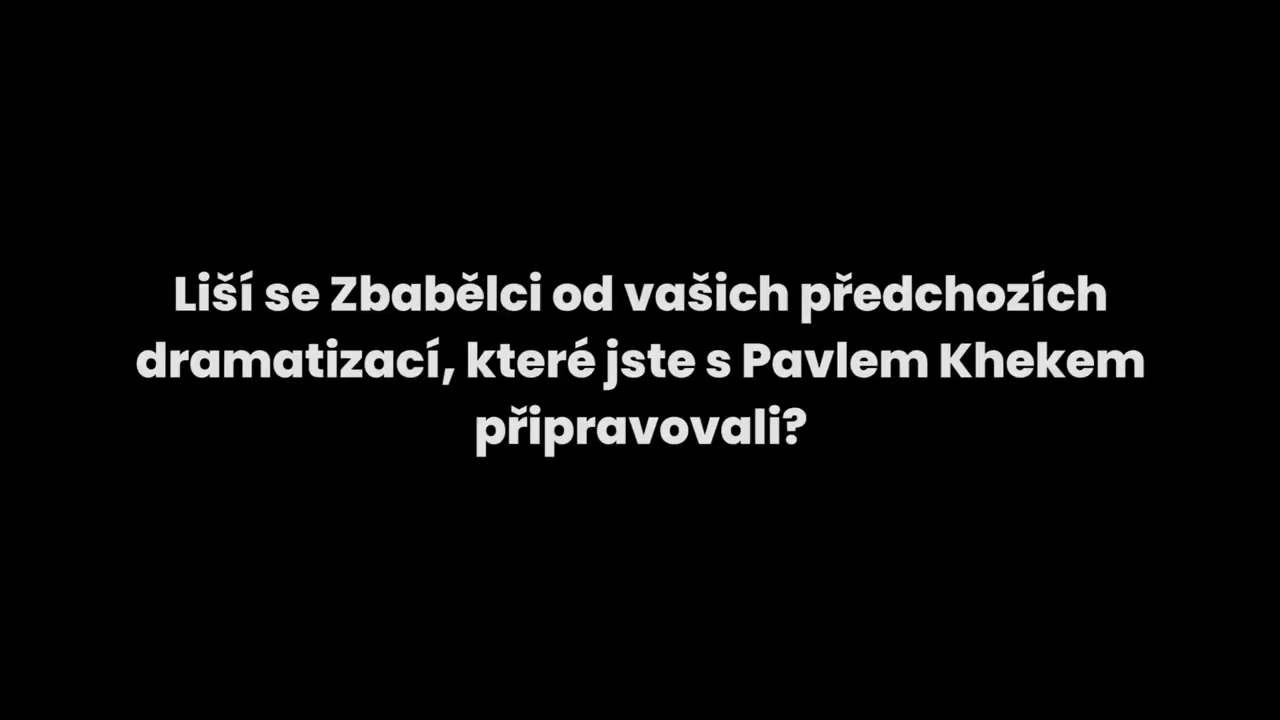 Liší se Zbabělci od vašich předchozích
dramatizací, které jste s Pavlem Khekem
připravovali?